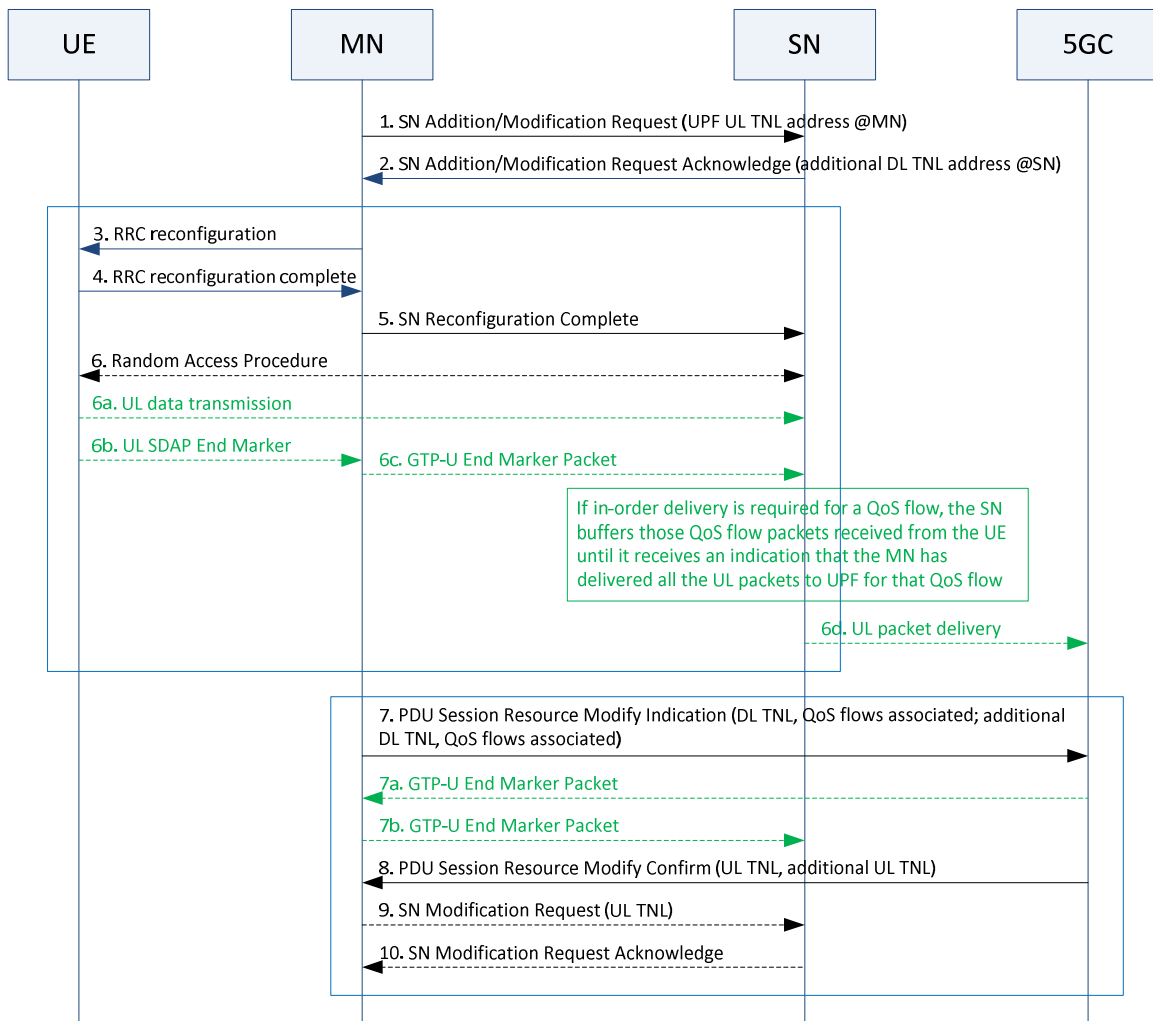 UE
MN
SN
5GC
1. SN Addition/Modification Request (UPF UL TNL address @MN)
2. SN Addition/Modification Request Acknowledge (additional DL TNL address @SN)
3. RRC reconfiguration
4. RRC reconfiguration complete
5. SN Reconfiguration Complete
6. Random Access Procedure
6a. UL data transmission
6b. UL SDAP End Marker
6c. GTP-U End Marker Packet
If in-order delivery is required for a QoS flow, the SN
buffers those QoS flow packets received from the UE
until it receives an indication that the MN has
delivered all the UL packets to UPF for that QoS flow
6d. UL packet delivery
7. PDU Session Resource Modify Indication (DL TNL, QoS flows associated; additional
DL TNL, QoS flows associated)
7a. GTP-U End Marker Packet
7b. GTP-U End Marker Packet
8. PDU Session Resource Modify Confirm (UL TNL, additional UL TNL)
9. SN Modification Request (UL TNL)
10. SN Modification Request Acknowledge